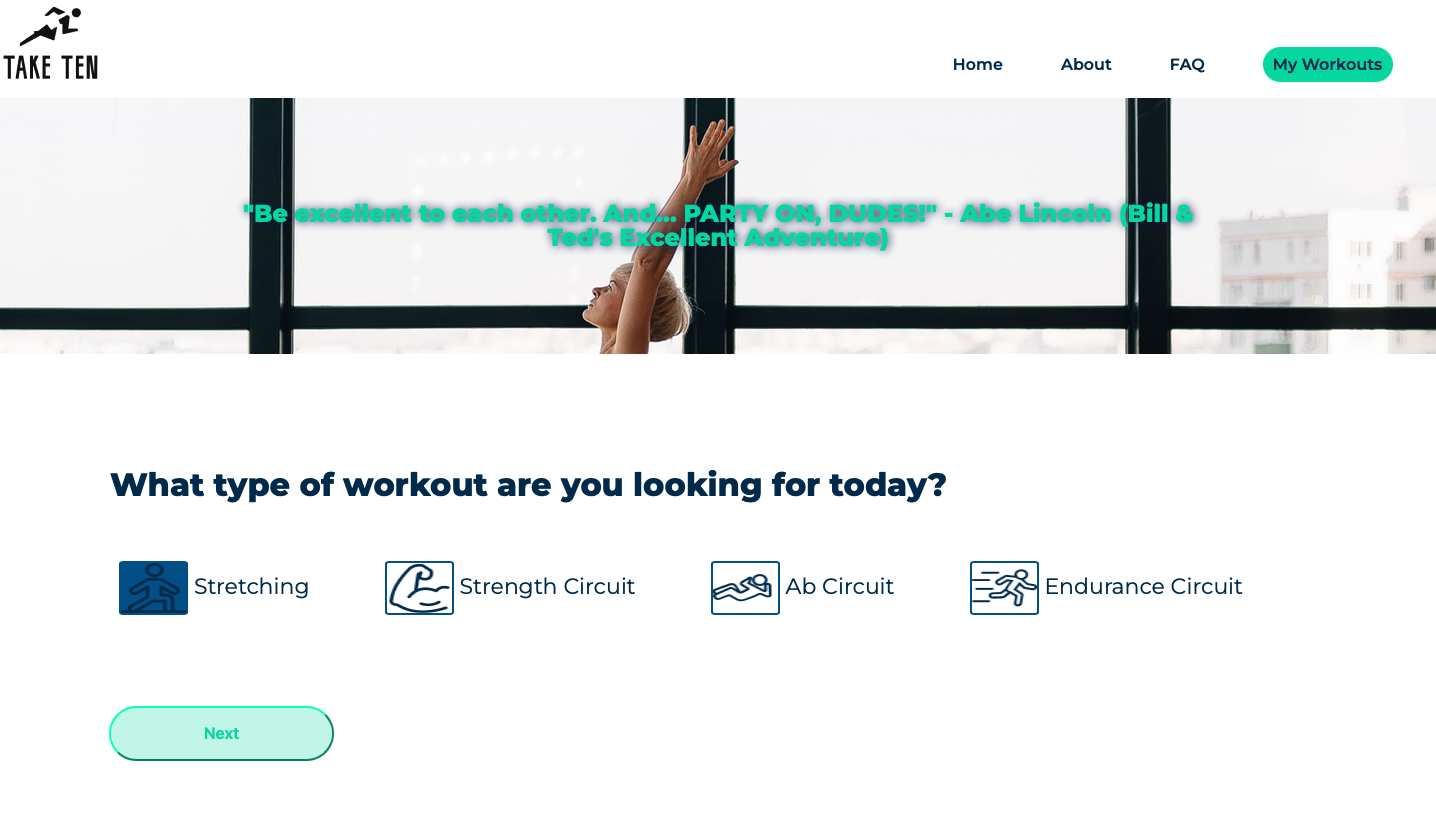 TAKE TEN
Home About FAQ My Workouts
"Be excellent to each other. And... PARTY ON, DUDES!" - Abe Lincoln (Bill &
Ted's Excellent Adventure)
What type of workout are you looking for today?
Stretching Strength Circuit Ab Circuit Endurance Circuit
Next